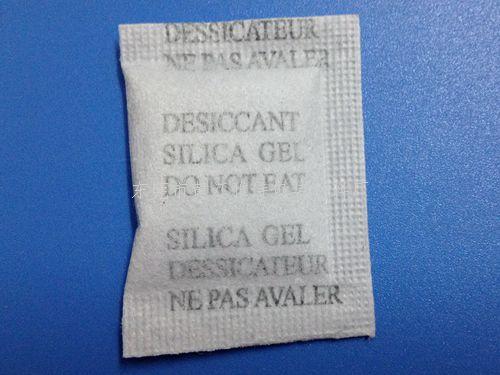 DESSICATEUR
NE PAS AVALER
DESICCANT
SILICA GEL
DO NOT EAT
SILICA GEL
DESSICATEUR
NE PAS AVALER